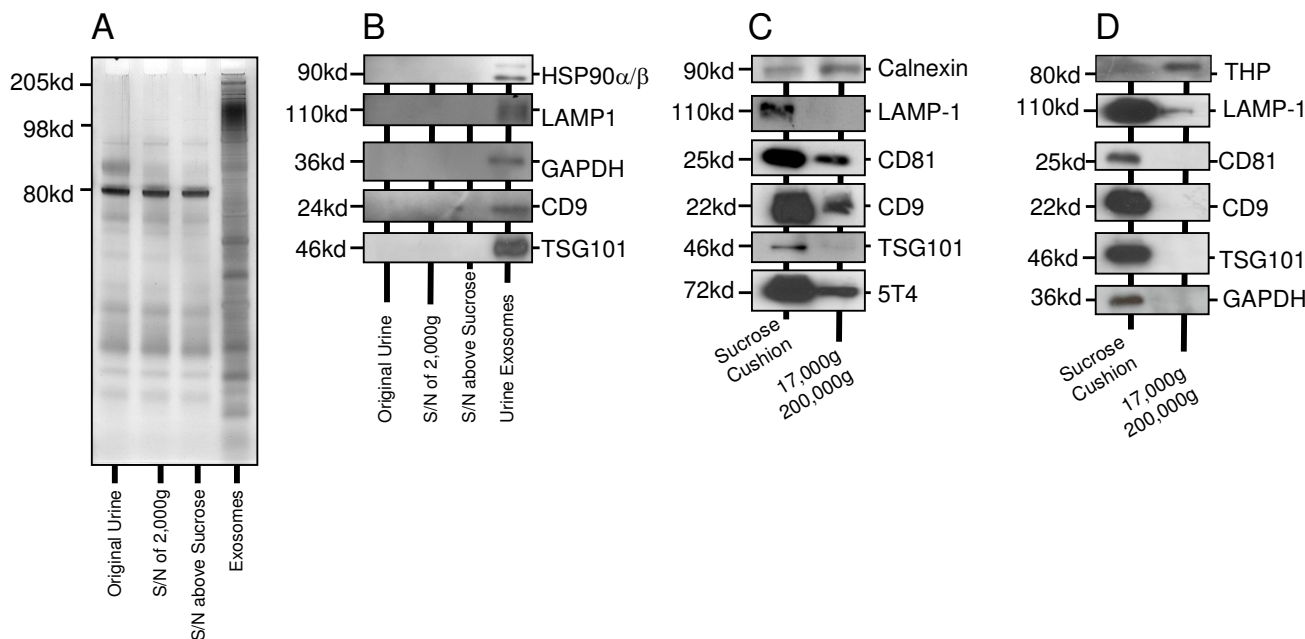 A
205kd
98kd
80kd
Original Urine
S/N of 2,000g
S/N above Sucrose
Exosomes
B
90kd HSP90α/β
110kd LAMP1
36kd GAPDH
24kd CD9
46kd TSG101
Original Urine
S/N of 2,000g
S/N above Sucrose
Urine Exosomes
C
90kd Calnexin
110kd LAMP-1
25kd CD81
22kd CD9
46kd TSG101
72kd 5T4
Sucrose
Cushion
17,000g
200,000g
D
80kd THP
110kd LAMP-1
25kd CD81
22kd CD9
46kd TSG101
36kd GAPDH
Sucrose
Cushion
17,000g
200,000g